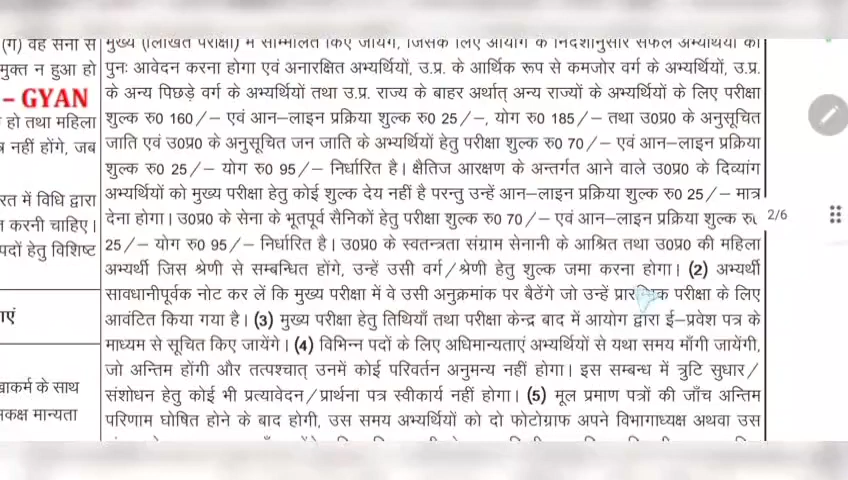 (ग) वह सेना से
मुक्त न हुआ हो
– GYAN
हो तथा महिला
नहीं होंगे, जब
रत में विधि द्वारा
करनी चाहिए।
पदों हेतु विशिष्ट
एं
साकर्म के साथ
मकक्ष मान्यता
मुख्य (लिखित परीक्षा) में सम्मिलित किए जायेंगे, जिसके लिए आयोग के निर्देशानुसार सफल अभ्यर्थियों को
पुनः आवेदन करना होगा एवं अनारक्षित अभ्यर्थियों, उ.प्र. के आर्थिक रूप से कमजोर वर्ग के अभ्यर्थियों, उ.प्र.
के अन्य पिछड़े वर्ग के अभ्यर्थियों तथा उ.प्र. राज्य के बाहर अर्थात् अन्य राज्यों के अभ्यर्थियों के लिए परीक्षा
शुल्क रु0 160/– एवं आन–लाइन प्रक्रिया शुल्क रु0 25/–, योग रु0 185/– तथा उ0प्र0 के अनुसूचित
जाति एवं उ0प्र0 के अनुसूचित जन जाति के अभ्यर्थियों हेतु परीक्षा शुल्क रु0 70/– एवं आन–लाइन प्रक्रिया
शुल्क रु0 25/– योग रु0 95/– निर्धारित है। क्षैतिज आरक्षण के अन्तर्गत आने वाले उ0प्र0 के दिव्यांग
अभ्यर्थियों को मुख्य परीक्षा हेतु कोई शुल्क देय नहीं है परन्तु उन्हें आन–लाइन प्रक्रिया शुल्क रु0 25/– मात्र
देना होगा। उ0प्र0 के सेना के भूतपूर्व सैनिकों हेतु परीक्षा शुल्क रु0 70/– एवं आन–लाइन प्रक्रिया शुल्क
25/– योग रु0 95/– निर्धारित है। उ0प्र0 के स्वतन्त्रता संग्राम सेनानी के आश्रित तथा उ0प्र0 की महिला
अभ्यर्थी जिस श्रेणी से सम्बन्धित होंगे, उन्हें उसी वर्ग/श्रेणी हेतु शुल्क जमा करना होगा। (2) अभ्यर्थी
सावधानीपूर्वक नोट कर लें कि मुख्य परीक्षा में वे उसी अनुक्रमांक पर बैठेंगे जो उन्हें प्रारम्भिक परीक्षा के लिए
आवंटित किया गया है। (3) मुख्य परीक्षा हेतु तिथियाँ तथा परीक्षा केन्द्र बाद में आयोग द्वारा ई–प्रवेश पत्र के
माध्यम से सूचित किए जायेंगे। (4) विभिन्न पदों के लिए अधिमान्यताएं अभ्यर्थियों से यथा समय माँगी जायेंगी,
जो अन्तिम होंगी और तत्पश्चात् उनमें कोई परिवर्तन अनुमन्य नहीं होगा। इस सम्बन्ध में त्रुटि सुधार/
संशोधन हेतु कोई भी प्रत्यावेदन/प्रार्थना पत्र स्वीकार्य नहीं होगा। (5) मूल प्रमाण पत्रों की जाँच अन्तिम
परिणाम घोषित होने के बाद होगी, उस समय अभ्यर्थियों को दो फोटोग्राफ अपने विभागाध्यक्ष अथवा उस
2/6